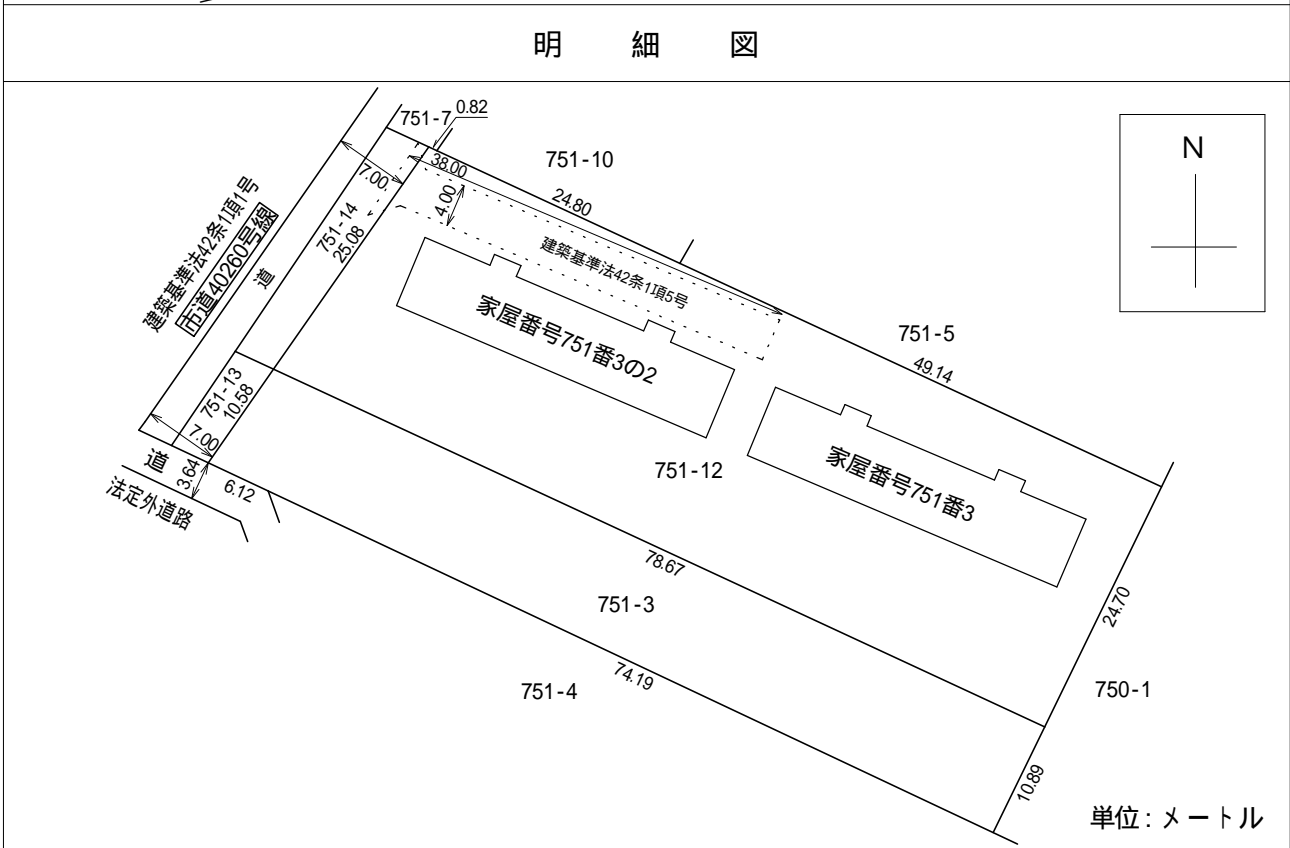 明 細 図
751-7
0.82
751-10
N
38.00
7.00
24.80
4.00
建築基準法42条1項1号
市道40260号線
751-14
25.08
道
建築基準法42条1項5号
家屋番号751番3の2
751-5
49.14
751-13
10.58
7.00
道
3.64
6.12
法定外道路
751-12
家屋番号751番3
78.67
751-3
24.70
74.19
751-4
750-1
10.89
単位:メートル